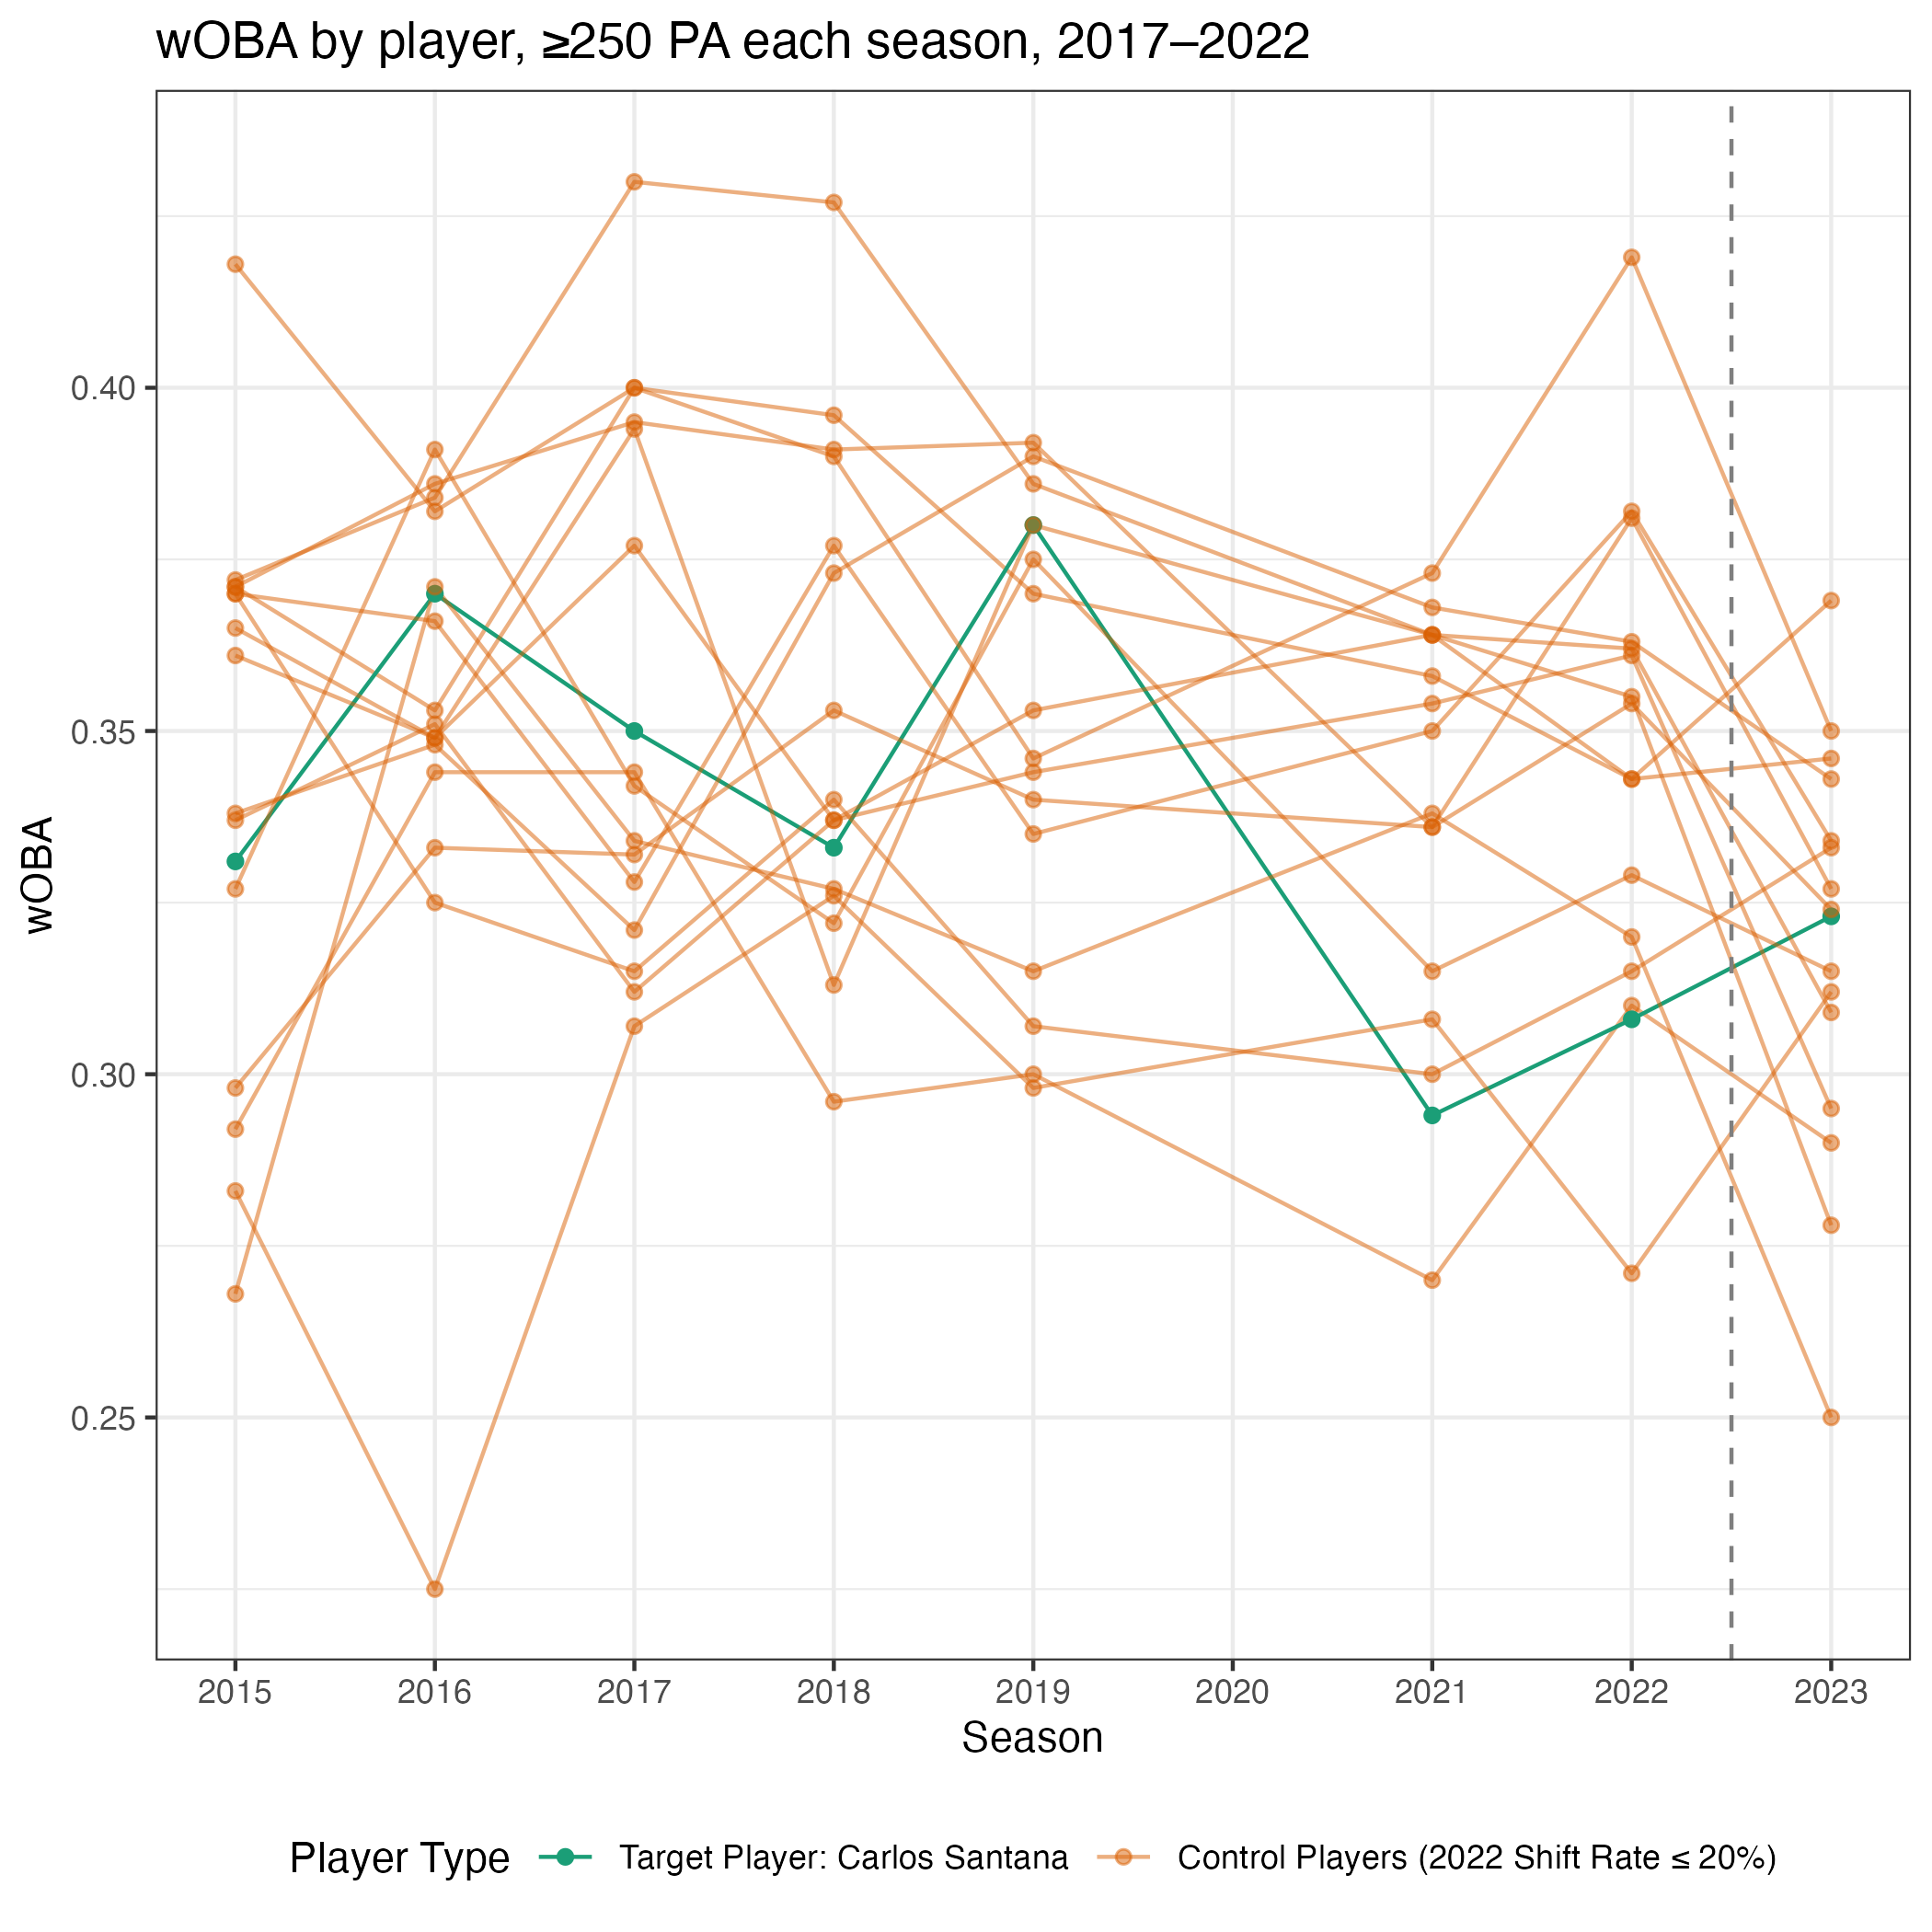 wOBA by player, ≥250 PA each season, 2017–2022
wOBA
0.40
0.35
0.30
0.25
2015 2016 2017 2018 2019 2020 2021 2022 2023
Season
Player Type Target Player: Carlos Santana Control Players (2022 Shift Rate ≤ 20%)